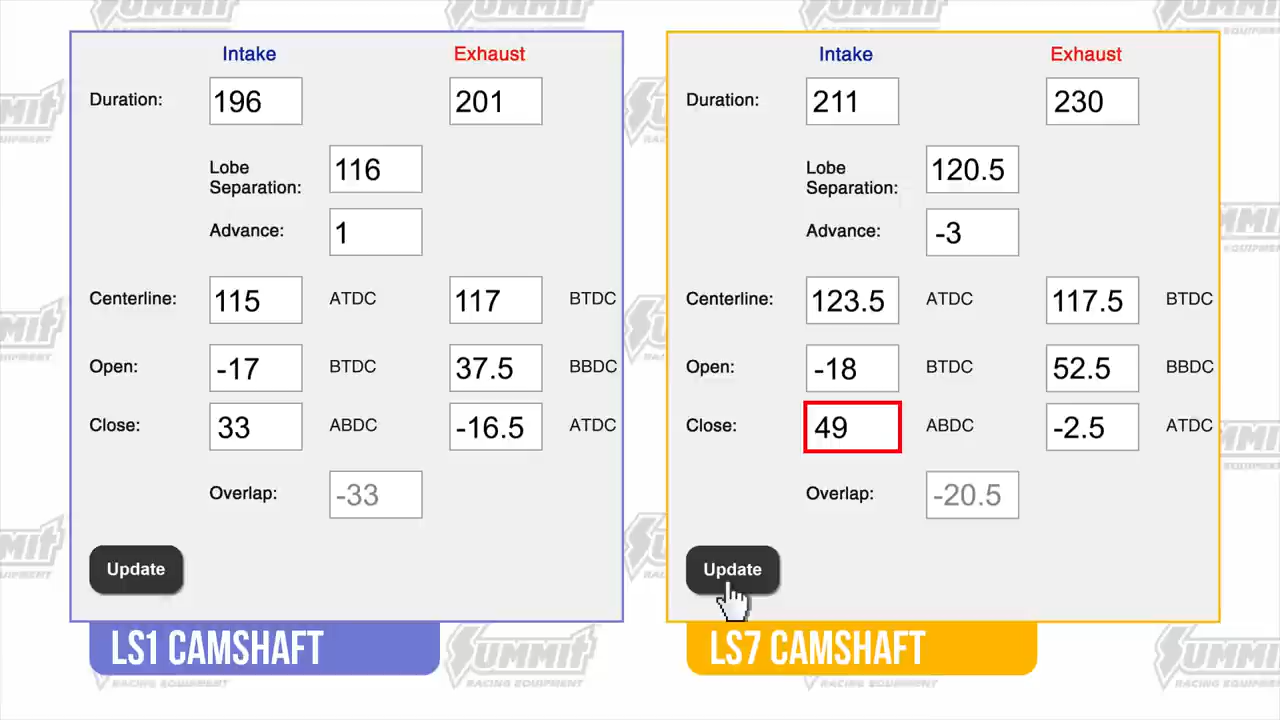 Intake Exhaust
Duration: 196 201
Lobe
Separation: 116
Advance: 1
Centerline: 115 ATDC 117 BTDC
Open: -17 BTDC 37.5 BBDC
Close: 33 ABDC -16.5 ATDC
Overlap: -33
Update
LS1 CAMSHAFT
Intake Exhaust
Duration: 211 230
Lobe
Separation: 120.5
Advance: -3
Centerline: 123.5 ATDC 117.5 BTDC
Open: -18 BTDC 52.5 BBDC
Close: 49 ABDC -2.5 ATDC
Overlap: -20.5
Update
LS7 CAMSHAFT
SUMMIT
RACING EQUIPMENT